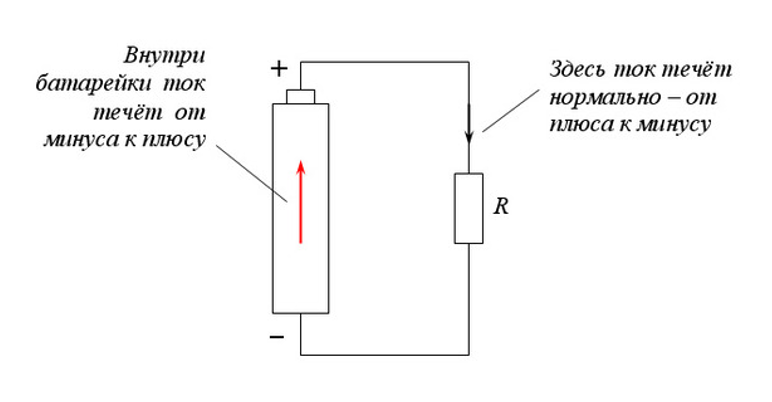 Внутри
батарейки ток
течёт от
минуса к плюсу
+
Здесь ток течёт
нормально – от
плюса к минусу
R
–